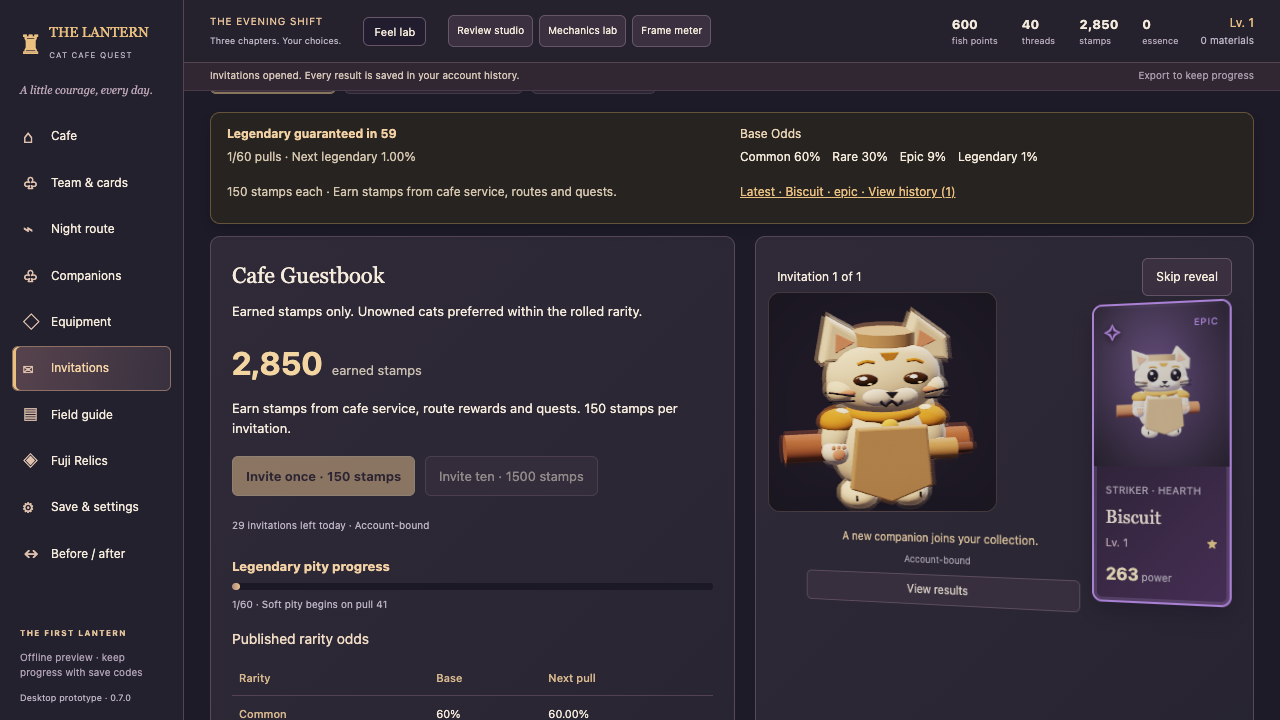 THE LANTERN
CAT CAFE QUEST
A little courage, every day.
Cafe
Team & cards
Night route
Companions
Equipment
Invitations
Field guide
Fuji Relics
Save & settings
Before / after
THE FIRST LANTERN
Offline preview · keep
progress with save codes
Desktop prototype · 0.7.0
THE EVENING SHIFT
Three chapters. Your choices.
Feel lab
Review studio
Mechanics lab
Frame meter
600
fish points
40
threads
2,850
stamps
0
essence
Lv. 1
0 materials
Invitations opened. Every result is saved in your account history.
Export to keep progress
Legendary guaranteed in 59
1/60 pulls · Next legendary 1.00%
150 stamps each · Earn stamps from cafe service, routes and quests.
Base Odds
Common 60% Rare 30% Epic 9% Legendary 1%
Latest · Biscuit · epic · View history (1)
Cafe Guestbook
Earned stamps only. Unowned cats preferred within the rolled rarity.
2,850 earned stamps
Earn stamps from cafe service, route rewards and quests. 150 stamps per
invitation.
Invite once · 150 stamps
Invite ten · 1500 stamps
29 invitations left today · Account-bound
Legendary pity progress
1/60 · Soft pity begins on pull 41
Published rarity odds
Rarity Base Next pull
Common 60% 60.00%
Invitation 1 of 1
Skip reveal
A new companion joins your collection.
Account-bound
View results
EPIC
STRIKER · HEARTH
Biscuit
Lv. 1
263 power